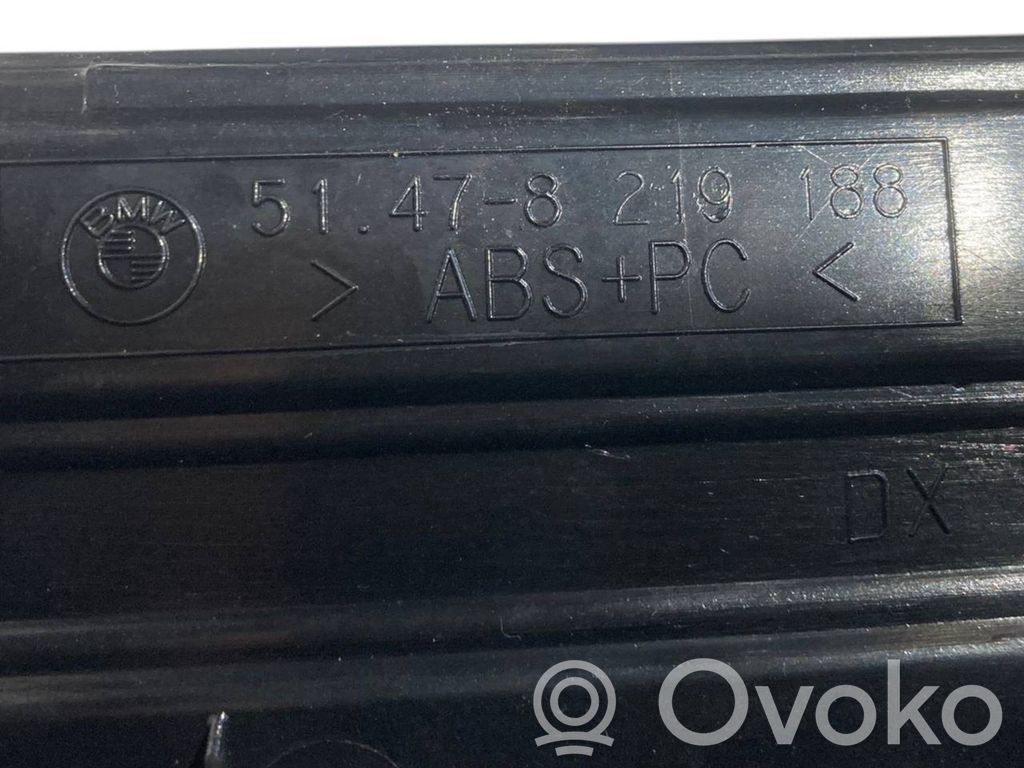 BMW
51.47-8 219 188
> ABS+PC <
DX
Ovoko